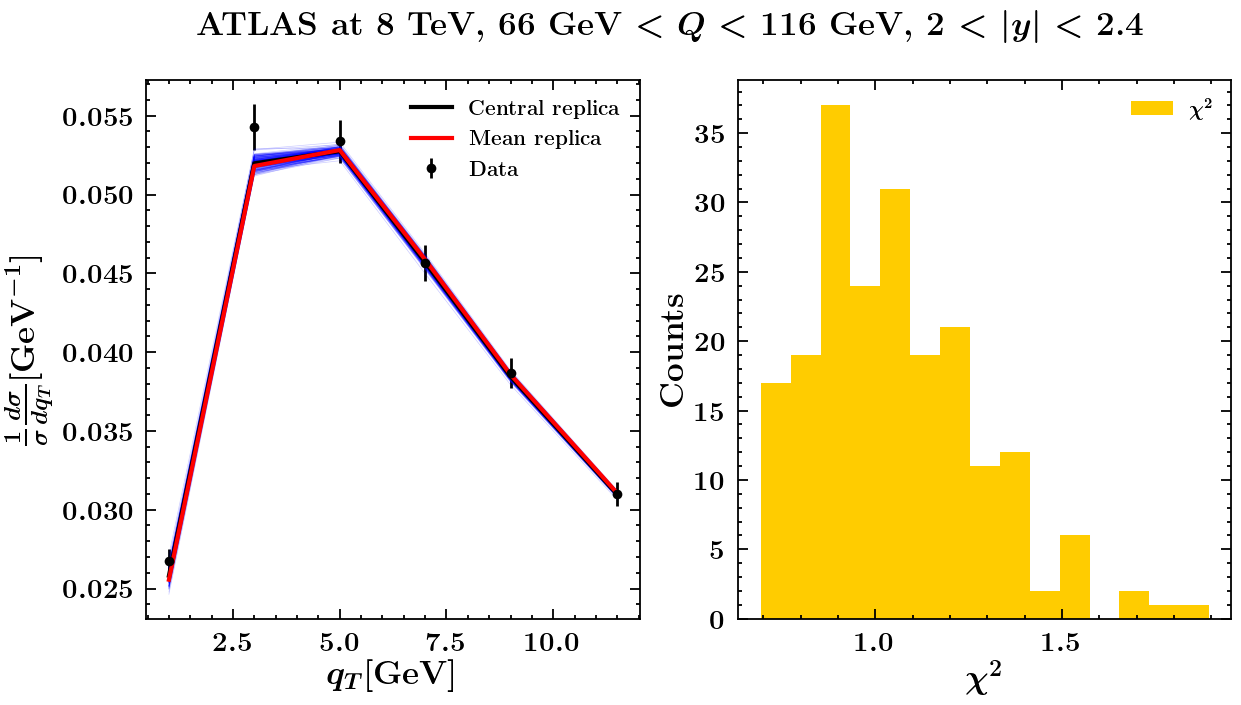 ATLAS at 8 TeV, 66 GeV < Q < 116 GeV, 2 < |y| < 2.4
Central replica
Mean replica
Data
0.055
0.050
0.045
0.040
0.035
0.030
0.025
2.5 5.0 7.5 10.0
1/σ dσ/dq_T [GeV⁻¹]
q_T[GeV]
χ²
35
30
25
20
15
10
5
0
1.0 1.5
Counts
χ²